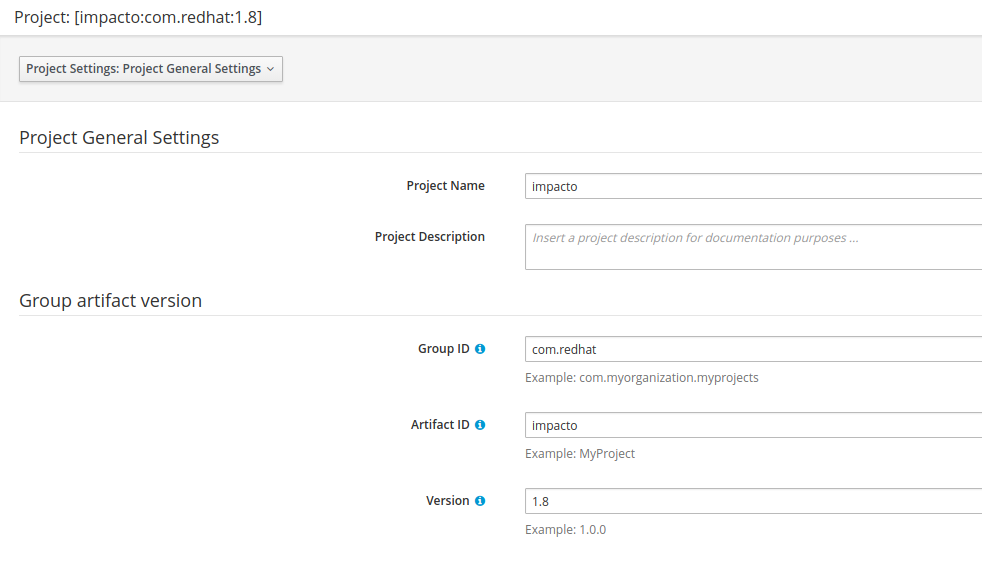 Project: [impacto:com.redhat:1.8]
Project Settings: Project General Settings
Project General Settings
Project Name
impacto
Project Description
Insert a project description for documentation purposes ...
Group artifact version
Group ID
com.redhat
Example: com.myorganization.myprojects
Artifact ID
impacto
Example: MyProject
Version
1.8
Example: 1.0.0